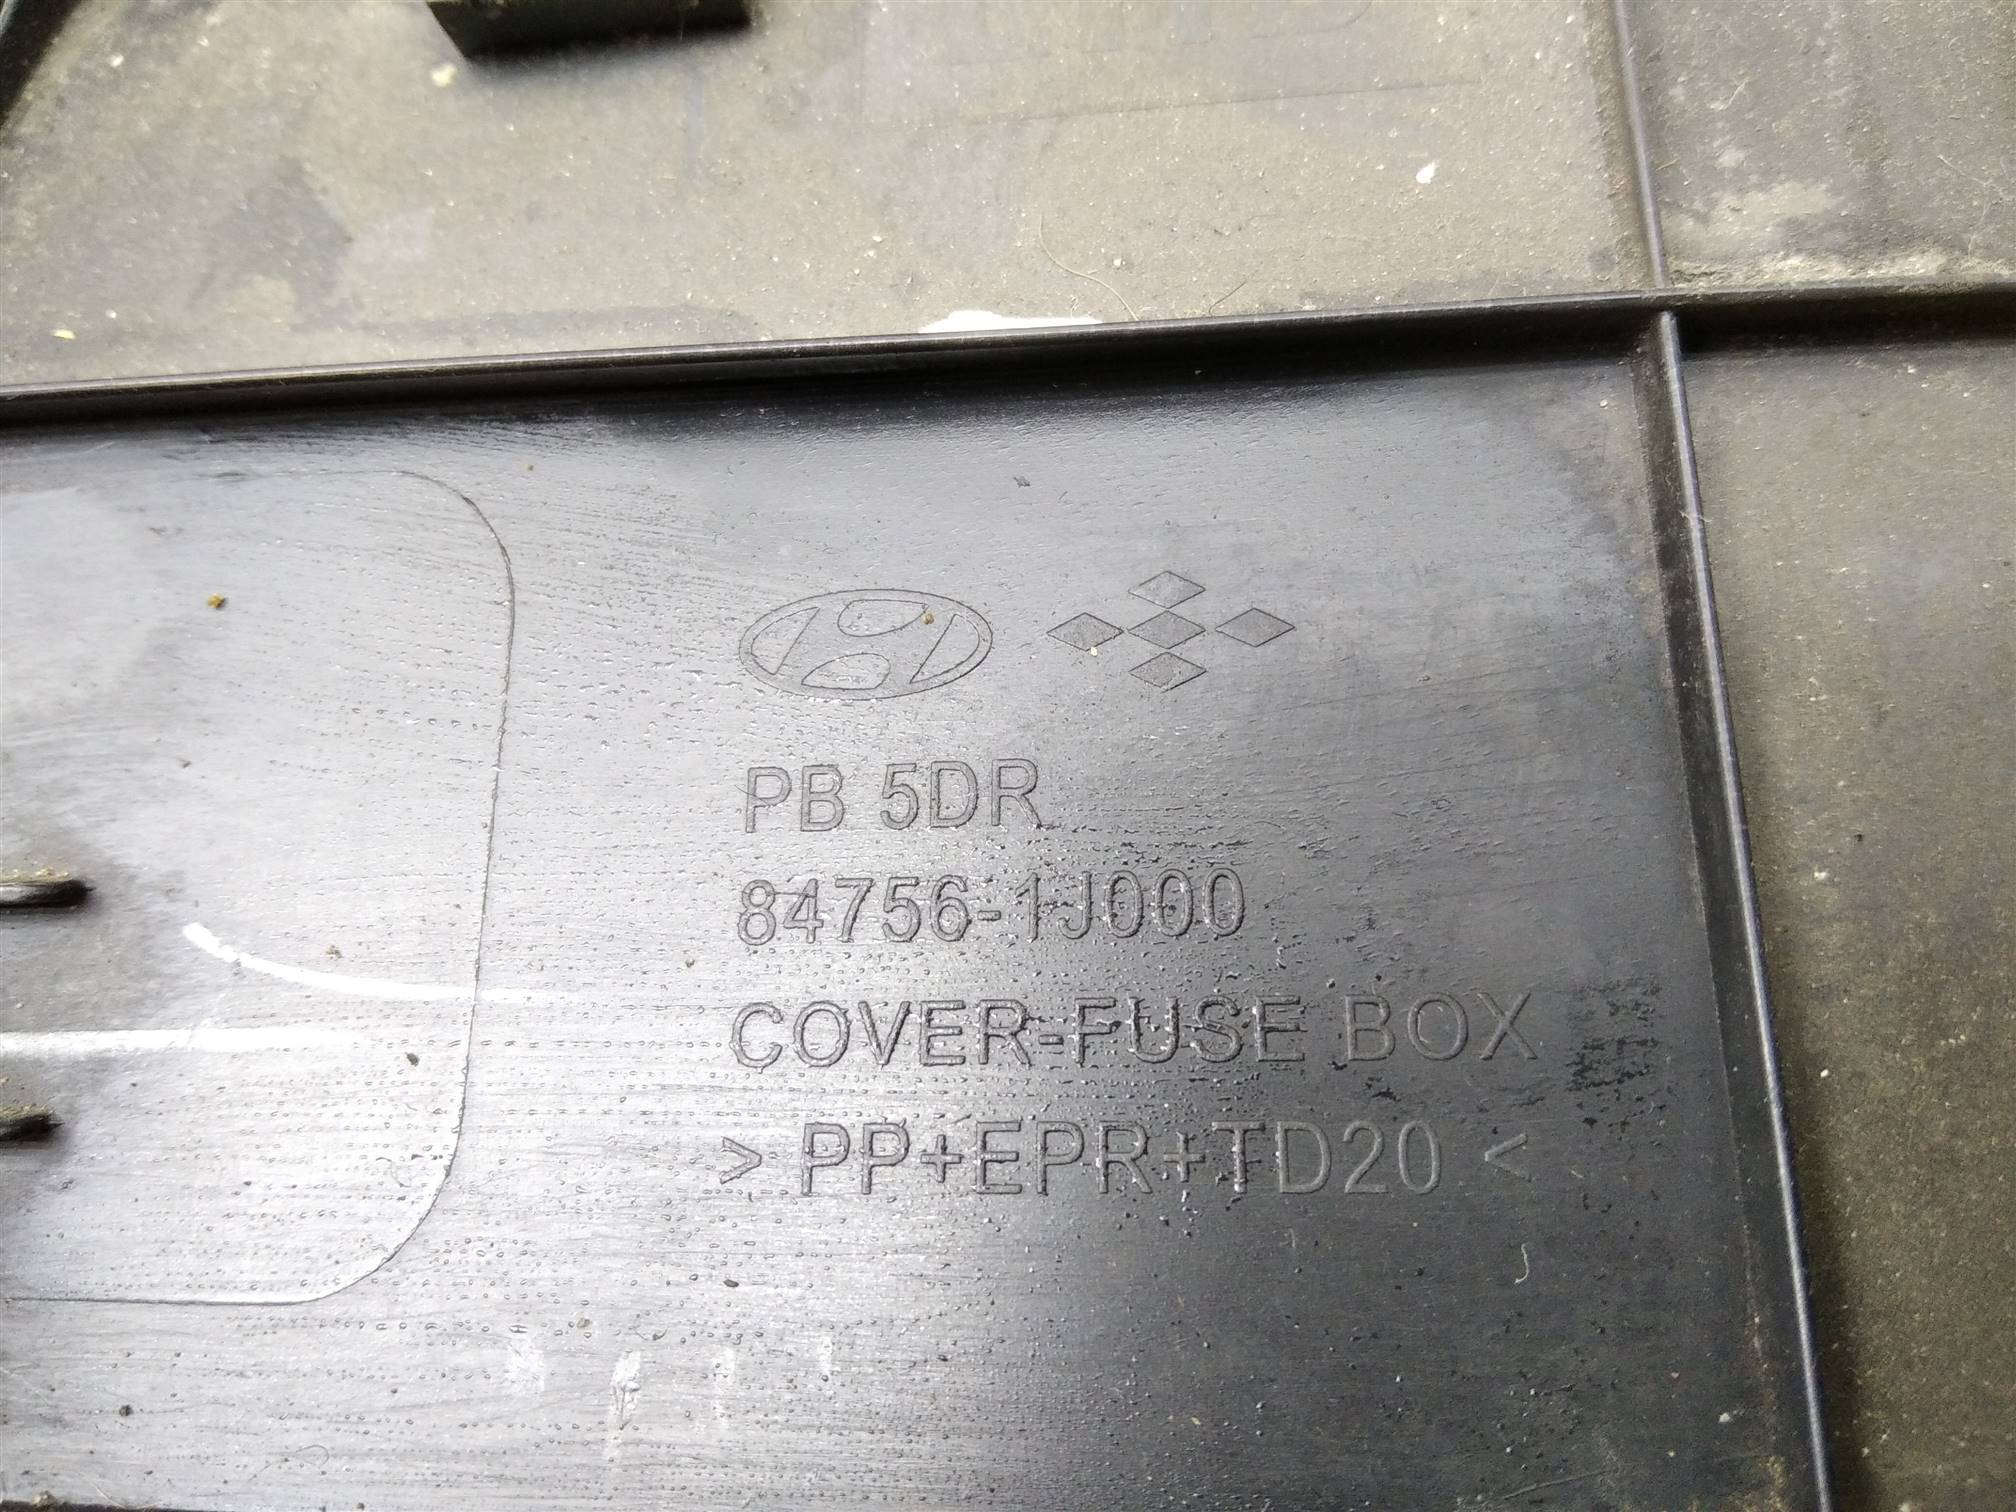 PB 5DR
84756-1J000
COVER-FUSE BOX
> PP+EPR+TD20 <